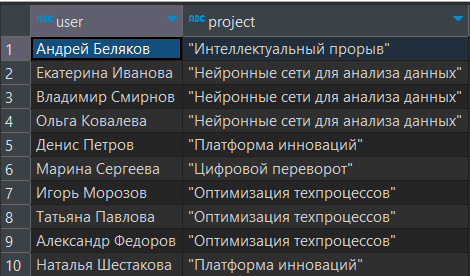 ABC user ABC project
1 Андрей Беляков "Интеллектуальный прорыв"
2 Екатерина Иванова "Нейронные сети для анализа данных"
3 Владимир Смирнов "Нейронные сети для анализа данных"
4 Ольга Ковалева "Нейронные сети для анализа данных"
5 Денис Петров "Платформа инноваций"
6 Марина Сергеева "Цифровой переворот"
7 Игорь Морозов "Оптимизация техпроцессов"
8 Татьяна Павлова "Оптимизация техпроцессов"
9 Александр Федоров "Оптимизация техпроцессов"
10 Наталья Шестакова "Платформа инноваций"